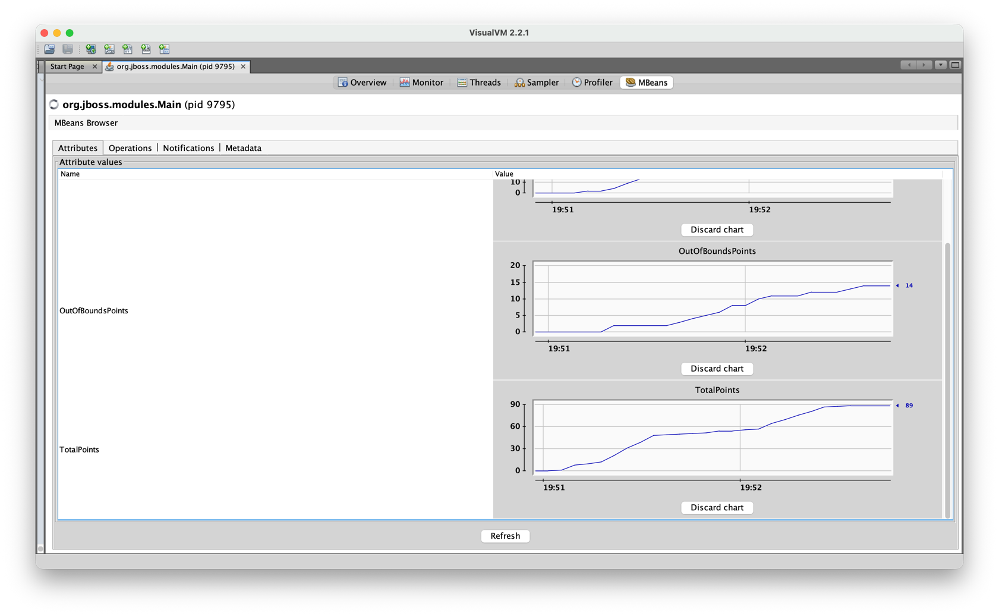 VisualVM 2.2.1
Start Page
org.jboss.modules.Main (pid 9795)
Overview
Monitor
Threads
Sampler
Profiler
MBeans
org.jboss.modules.Main (pid 9795)
MBeans Browser
Attributes
Operations
Notifications
Metadata
Attribute values
Name
Value
10
0
19:51
19:52
Discard chart
OutOfBoundsPoints
OutOfBoundsPoints
20
15
10
5
0
14
19:51
19:52
Discard chart
TotalPoints
TotalPoints
90
60
30
0
89
19:51
19:52
Discard chart
Refresh